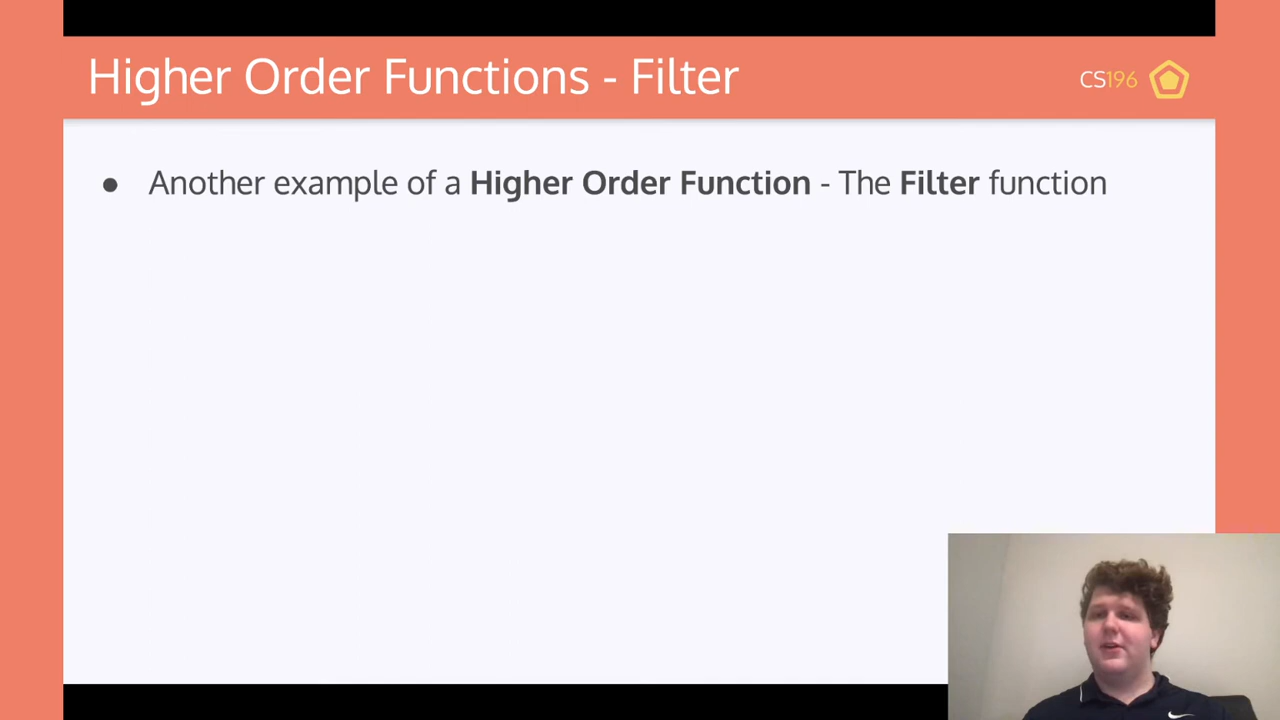 Higher Order Functions - Filter
CS196
● Another example of a Higher Order Function - The Filter function